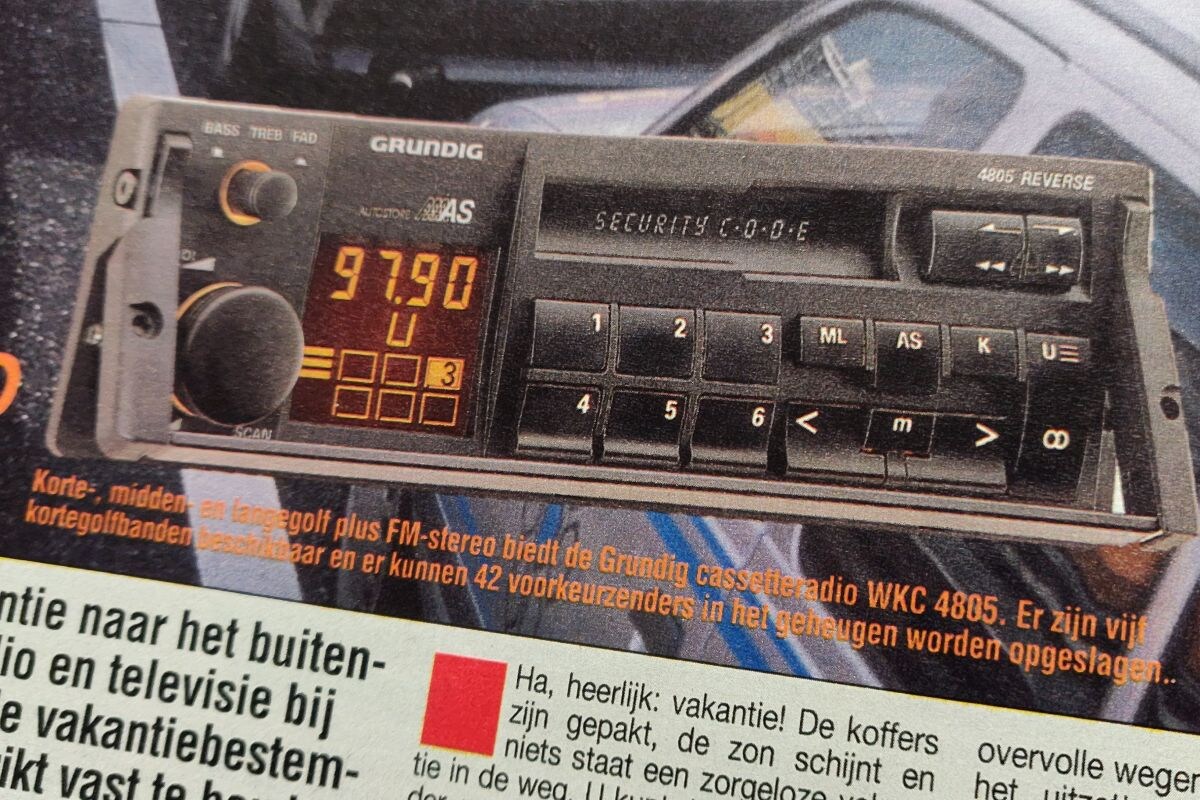 BASS TREB FAD
GRUNDIG
AUTOSTORE AS
4805 REVERSE
SECURITY C·O·D·E
97.90
U
3
SCAN
1 2 3 ML AS K U
4 5 6 < m >
Korte-, midden- en langegolf plus FM-stereo biedt de Grundig cassetteradio WKC 4805. Er zijn vijf
kortegolfbanden beschikbaar en er kunnen 42 voorkeurzenders in het geheugen worden opgeslagen..
ntie naar het buiten-
io en televisie bij
e vakantiebestem-
ikt vast te
Ha, heerlijk: vakantie! De koffers
zijn gepakt, de zon schijnt en
niets staat een zorgeloze
tie in de weg. U
overvolle wegen
het